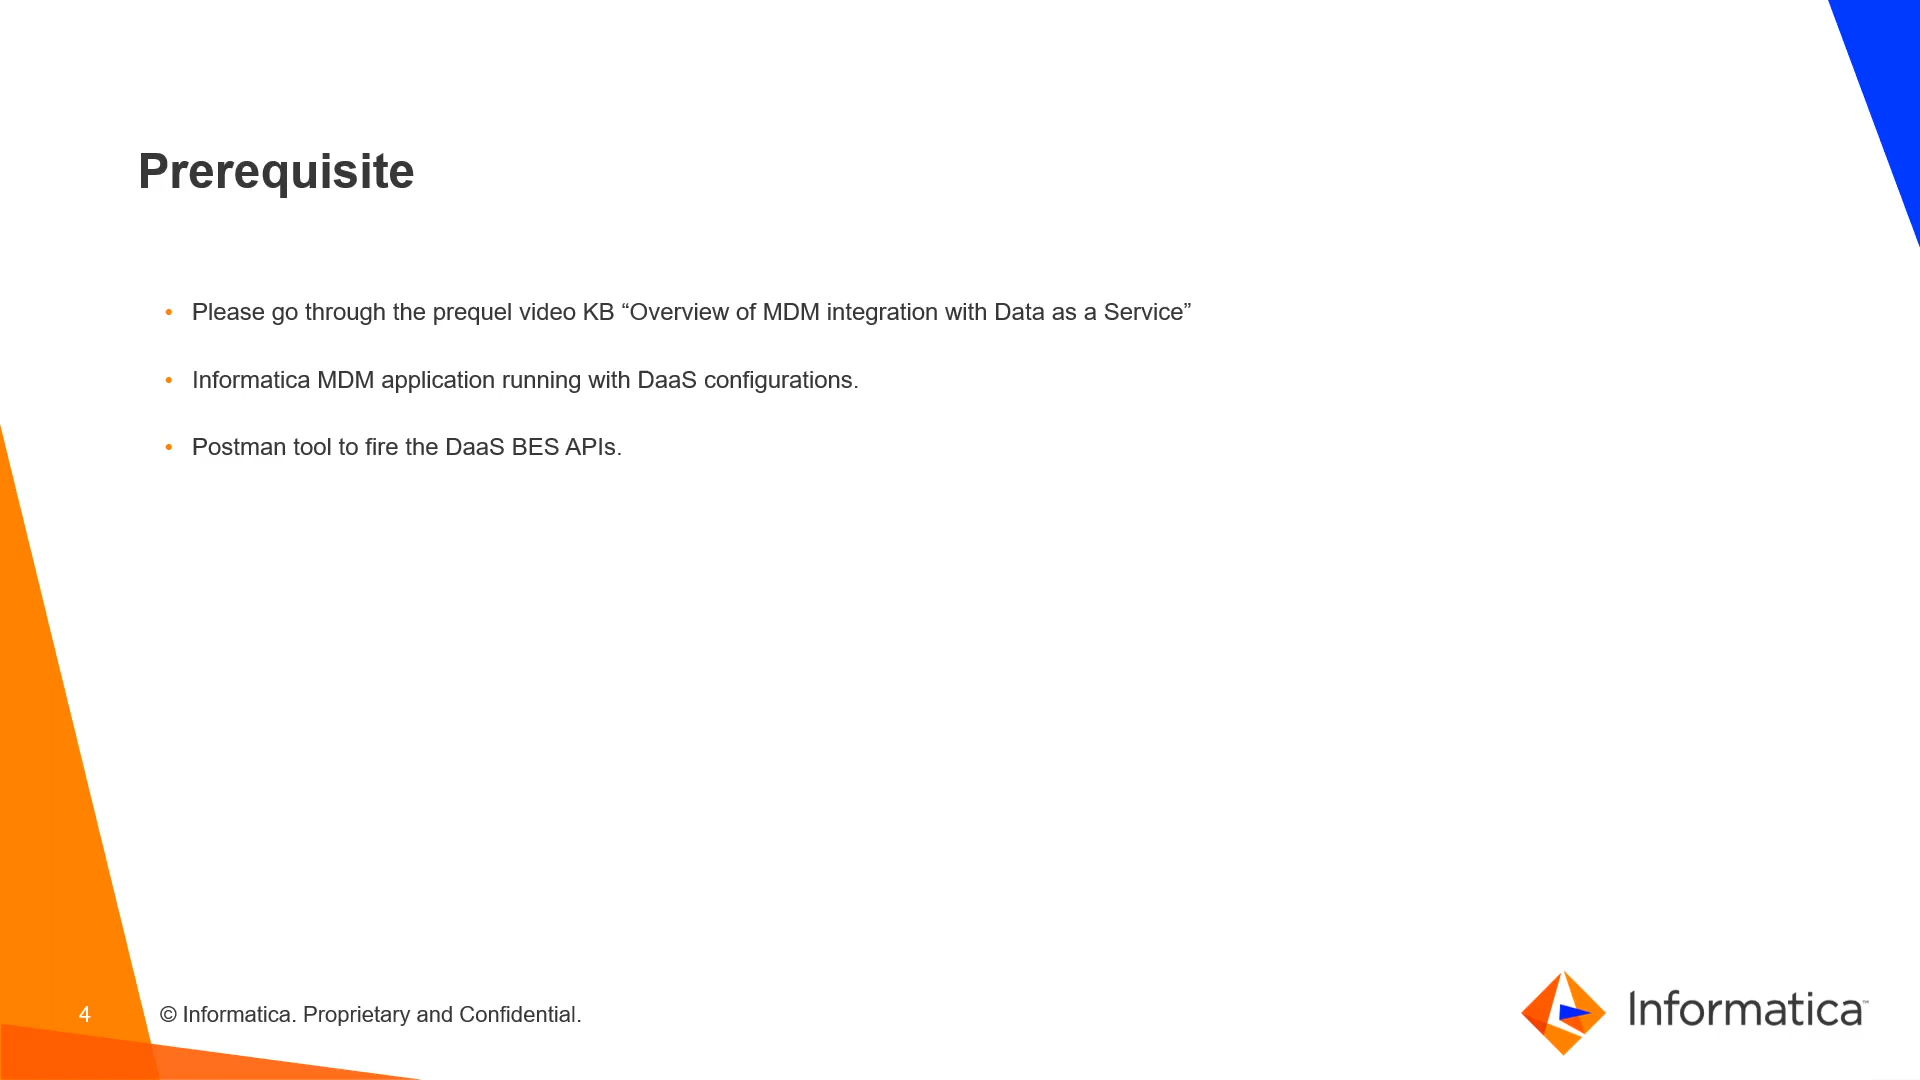 Prerequisite
• Please go through the prequel video KB “Overview of MDM integration with Data as a Service”
• Informatica MDM application running with DaaS configurations.
• Postman tool to fire the DaaS BES APIs.
4 © Informatica. Proprietary and Confidential.
Informatica™